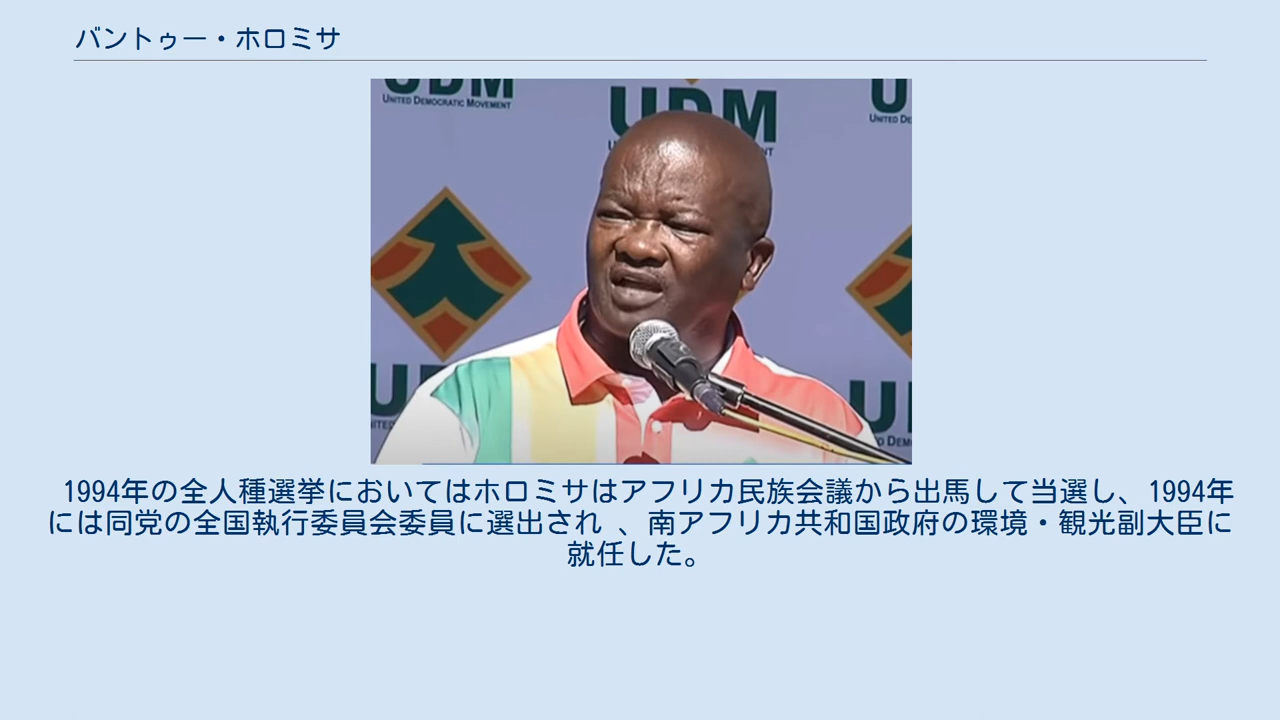 バントゥー・ホロミサ
UDM
UNITED DEMOCRATIC MOVEMENT
UDM
U
UNITED DE
1994年の全人種選挙においてはホロミサはアフリカ民族会議から出馬して当選し、1994年
には同党の全国執行委員会委員に選出され 、南アフリカ共和国政府の環境・観光副大臣に
就任した。